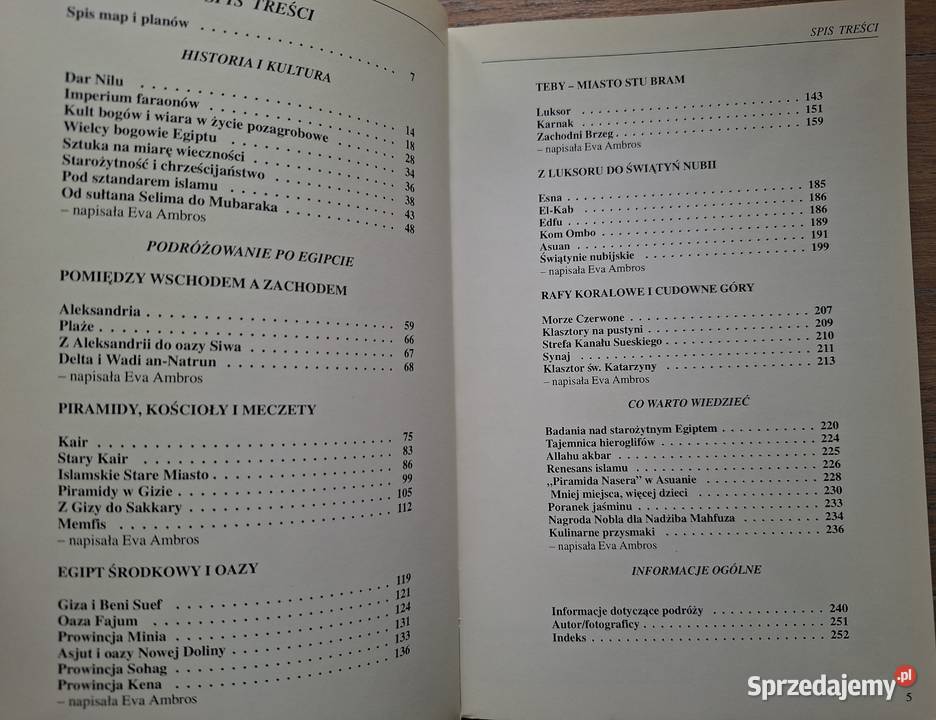 SPIS TREŚCI
Spis map i planów . . . . . . . . 7
HISTORIA I KULTURA
Dar Nilu . . . . . . . . 14
Imperium faraonów . . . . . . . . 18
Kult bogów i wiara w życie pozagrobowe . . . . . . . . 28
Wielcy bogowie Egiptu . . . . . . . . 34
Sztuka na miarę wieczności . . . . . . . . 36
Starożytność i chrześcijaństwo . . . . . . . . 38
Pod sztandarem islamu . . . . . . . . 43
Od sułtana Selima do Mubaraka . . . . . . . . 48
– napisała Eva Ambros
PODRÓŻOWANIE PO EGIPCIE
POMIĘDZY WSCHODEM A ZACHODEM
Aleksandria . . . . . . . . 59
Plaże . . . . . . . . 66
Z Aleksandrii do oazy Siwa . . . . . . . . 67
Delta i Wadi an-Natrun . . . . . . . . 68
– napisała Eva Ambros
PIRAMIDY, KOŚCIOŁY I MECZETY
Kair . . . . . . . . 75
Stary Kair . . . . . . . . 83
Islamskie Stare Miasto . . . . . . . . 86
Piramidy w Gizie . . . . . . . . 99
Z Gizy do Sakkary . . . . . . . . 105
Memfis . . . . . . . . 112
– napisała Eva Ambros
EGIPT ŚRODKOWY I OAZY
Giza i Beni Suef . . . . . . . . 119
Oaza Fajum . . . . . . . . 121
Prowincja Minia . . . . . . . . 124
Asjut i oazy Nowej Doliny . . . . . . . . 131
Prowincja Sohag . . . . . . . . 133
Prowincja Kena . . . . . . . . 136
– napisała Eva Ambros
SPIS TREŚCI
TEBY – MIASTO STU BRAM
Luksor . . . . . . . . 143
Karnak . . . . . . . . 151
Zachodni Brzeg . . . . . . . . 159
– napisała Eva Ambros
Z LUKSORU DO ŚWIĄTYŃ NUBII
Esna . . . . . . . . 185
El-Kab . . . . . . . . 186
Edfu . . . . . . . . 186
Kom Ombo . . . . . . . . 189
Asuan . . . . . . . . 191
Świątynie nubijskie . . . . . . . . 199
– napisała Eva Ambros
RAFY KORALOWE I CUDOWNE GÓRY
Morze Czerwone . . . . . . . . 207
Klasztory na pustyni . . . . . . . . 209
Strefa Kanału Sueskiego . . . . . . . . 210
Synaj . . . . . . . . 211
Klasztor św. Katarzyny . . . . . . . . 213
– napisała Eva Ambros
CO WARTO WIEDZIEĆ
Badania nad starożytnym Egiptem . . . . . . . . 220
Tajemnica hieroglifów . . . . . . . . 224
Allahu akbar . . . . . . . . 225
Renesans islamu . . . . . . . . 226
„Piramida Nasera” w Asuanie . . . . . . . . 228
Mniej miejsca, więcej dzieci . . . . . . . . 230
Poranek jaśminu . . . . . . . . 233
Nagroda Nobla dla Nadżiba Mahfuza . . . . . . . . 234
Kulinarne przysmaki . . . . . . . . 236
– napisała Eva Ambros
INFORMACJE OGÓLNE
Informacje dotyczące podróży . . . . . . . . 240
Autor/fotograficy . . . . . . . . 251
Indeks . . . . . . . . 252
5
Sprzedajemy.pl